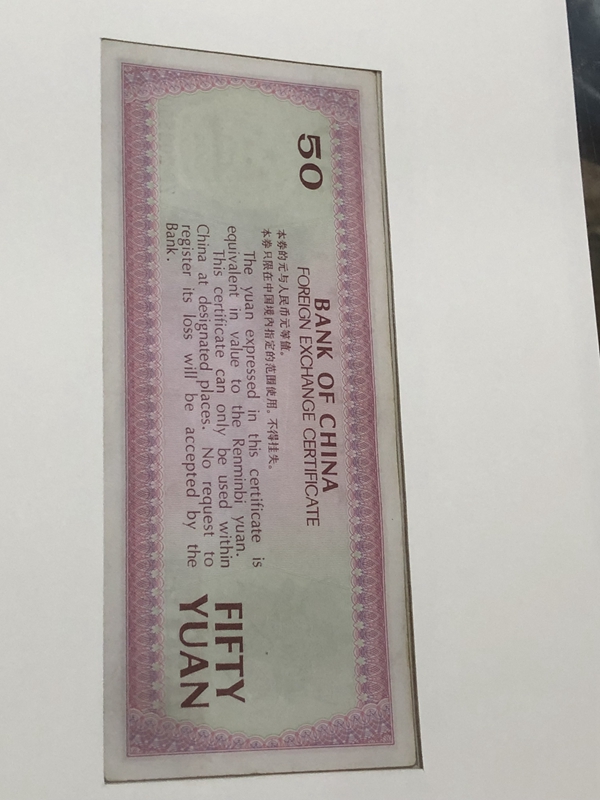 50
BANK OF CHINA
FOREIGN EXCHANGE CERTIFICATE
本券的元与人民币元等值。
本券只限在中国境内指定的范围使用。不得挂失。
The yuan expressed in this certificate is
equivalent in value to the Renminbi yuan.
This certificate can only be used within
China at designated places. No request to
register its loss will be accepted by the
Bank.
FIFTY
YUAN